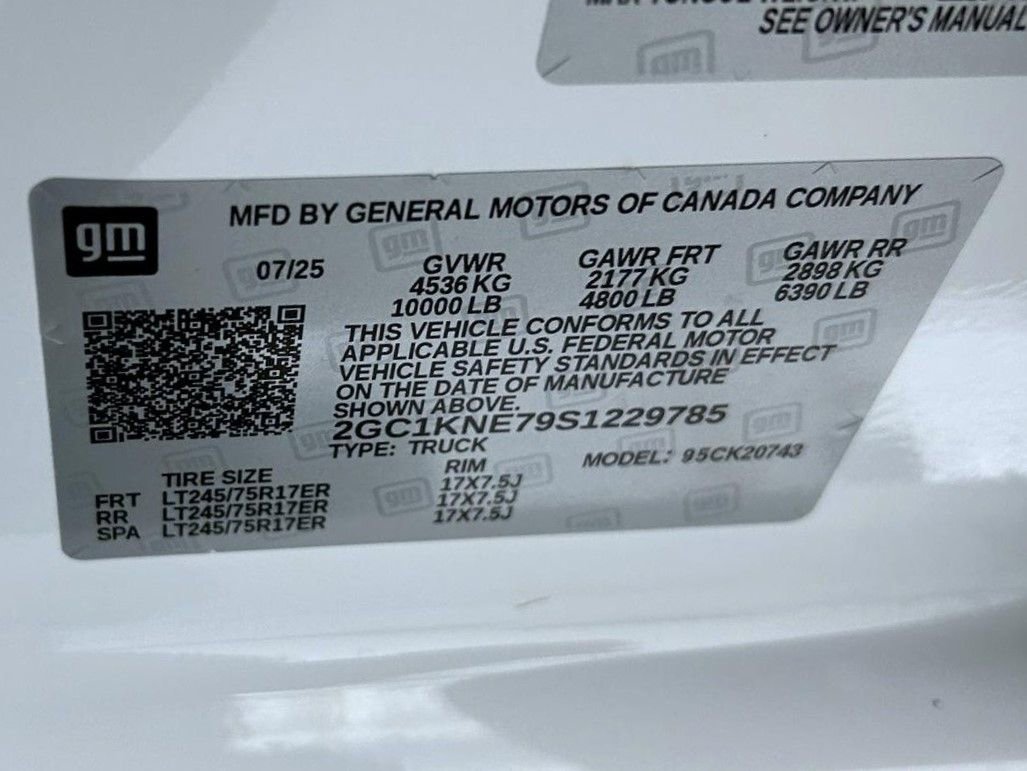 SEE OWNER'S MANUAL
gm
MFD BY GENERAL MOTORS OF CANADA COMPANY
07/25 GVWR GAWR FRT GAWR RR
4536 KG 2177 KG 2898 KG
10000 LB 4800 LB 6390 LB
THIS VEHICLE CONFORMS TO ALL
APPLICABLE U.S. FEDERAL MOTOR
VEHICLE SAFETY STANDARDS IN EFFECT
ON THE DATE OF MANUFACTURE
SHOWN ABOVE.
2GC1KNE79S1229785
TYPE: TRUCK MODEL: 95CK20743
TIRE SIZE RIM
FRT LT245/75R17ER 17X7.5J
RR LT245/75R17ER 17X7.5J
SPA LT245/75R17ER 17X7.5J